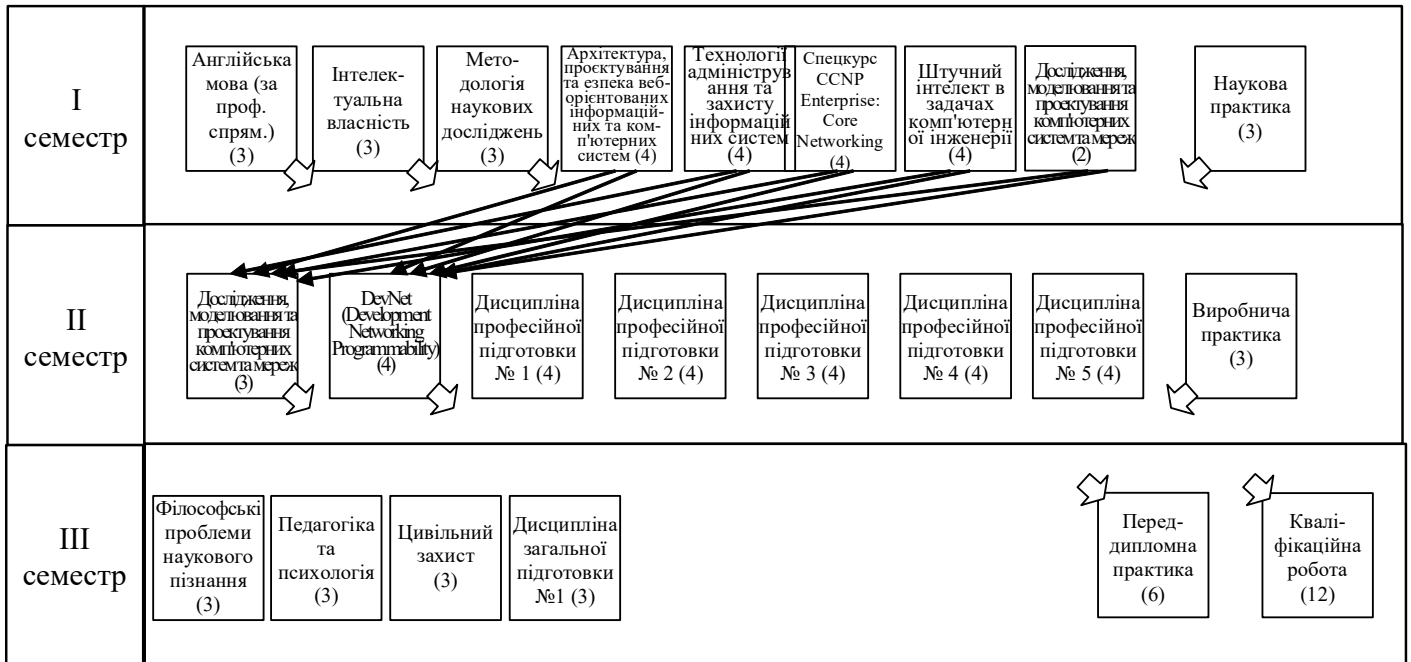 I
семестр
Англійська
мова (за
проф.
спрям.)
(3)
Інтелек-
туальна
власність
(3)
Мето-
дологія
наукових
досліджень
(3)
Архітектура,
проєктування
та езпека веб-
орієнтованих
інформацій-
них та ком-
п'ютерних
систем (4)
Технології
адмініструв
ання та
захисту
інформацій
них систем
(4)
Спецкурс
CCNP
Enterprise:
Core
Networking
(4)
Штучний
інтелект в
задачах
комп'ютерн
ої інженерії
(4)
Дослідження,
моделювання та
проектування
комп'ютерних
систем та мереж
(2)
Наукова
практика
(3)
II
семестр
Дослідження,
моделювання та
проектування
комп'ютерних
систем та мереж
(3)
DevNet
(Development
Networking
Programmability)
(4)
Дисципліна
професійної
підготовки
№ 1 (4)
Дисципліна
професійної
підготовки
№ 2 (4)
Дисципліна
професійної
підготовки
№ 3 (4)
Дисципліна
професійної
підготовки
№ 4 (4)
Дисципліна
професійної
підготовки
№ 5 (4)
Виробнича
практика
(3)
III
семестр
Філософські
проблеми
наукового
пізнання
(3)
Педагогіка
та
психологія
(3)
Цивільний
захист
(3)
Дисципліна
загальної
підготовки
№1 (3)
Перед-
дипломна
практика
(6)
Квалі-
фікаційна
робота
(12)